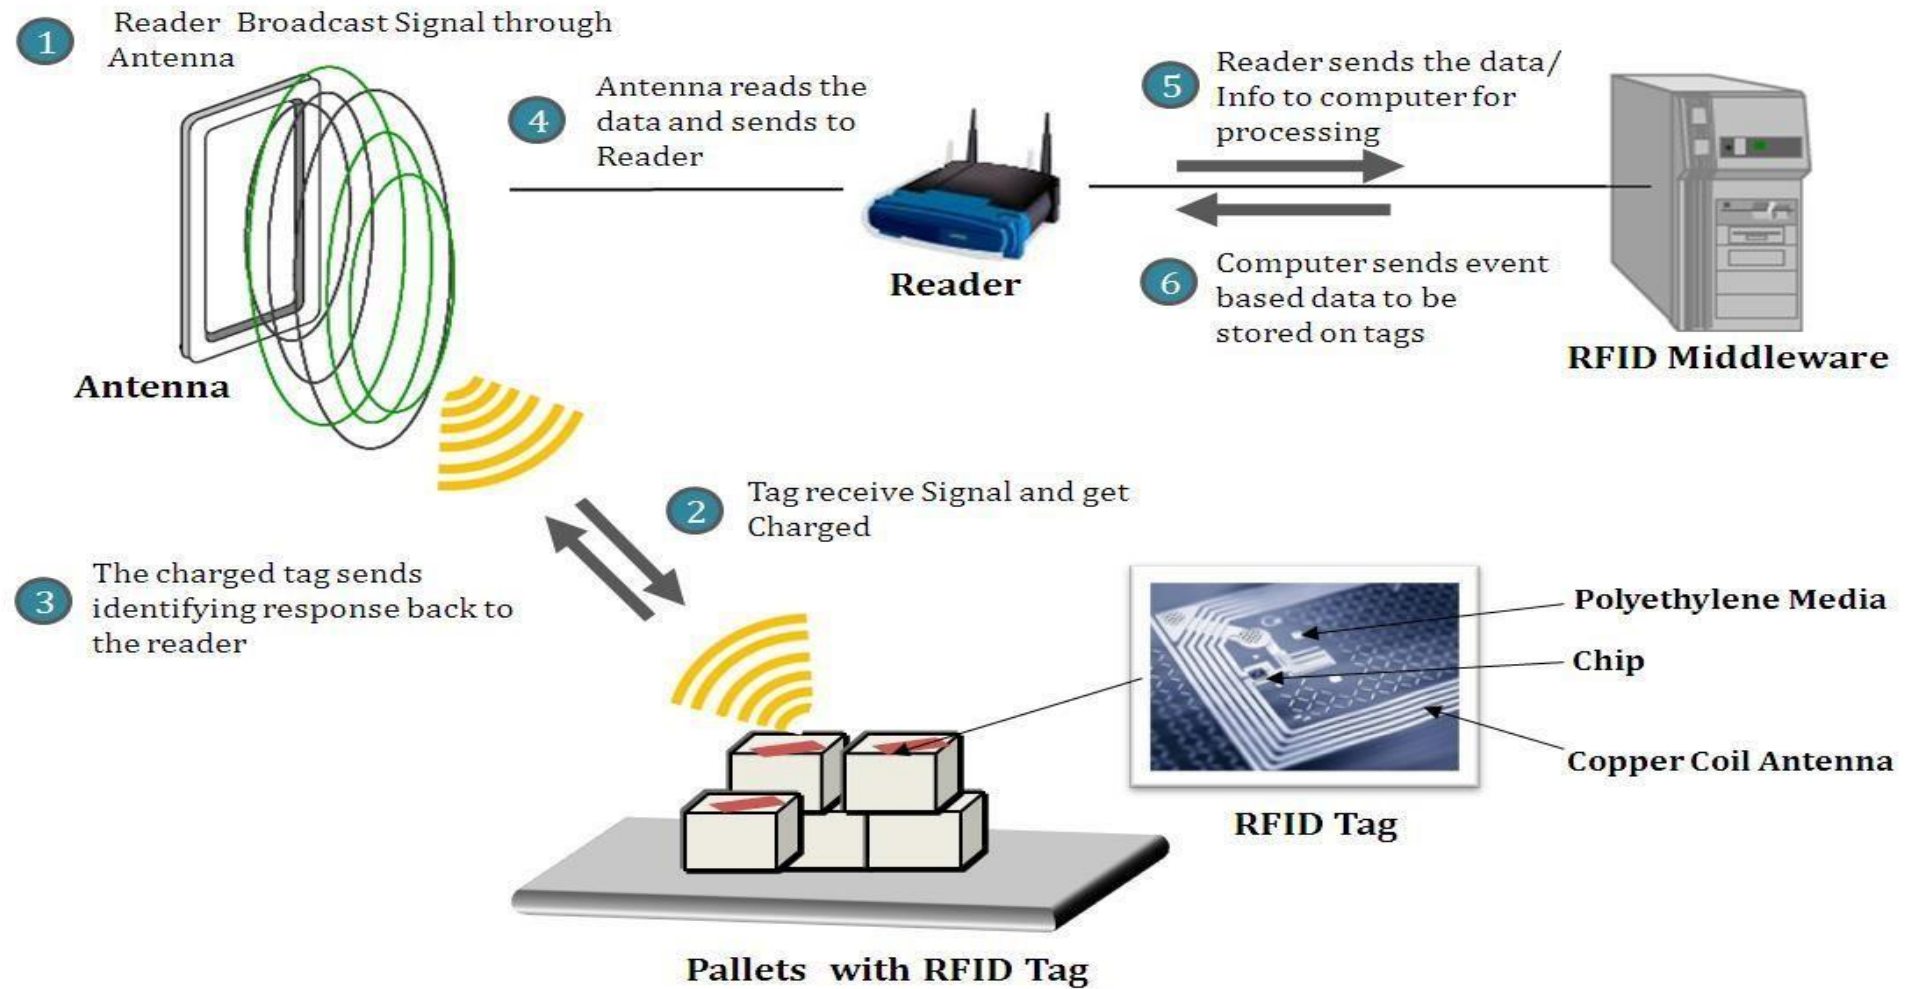 1
Reader Broadcast Signal through
Antenna
4
Antenna reads the
data and sends to
Reader
5
Reader sends the data/
Info to computer for
processing
Antenna
Reader
6
Computer sends event
based data to be
stored on tags
RFID Middleware
2
Tag receive Signal and get
Charged
3
The charged tag sends
identifying response back to
the reader
Polyethylene Media
Chip
Copper Coil Antenna
RFID Tag
Pallets with RFID Tag